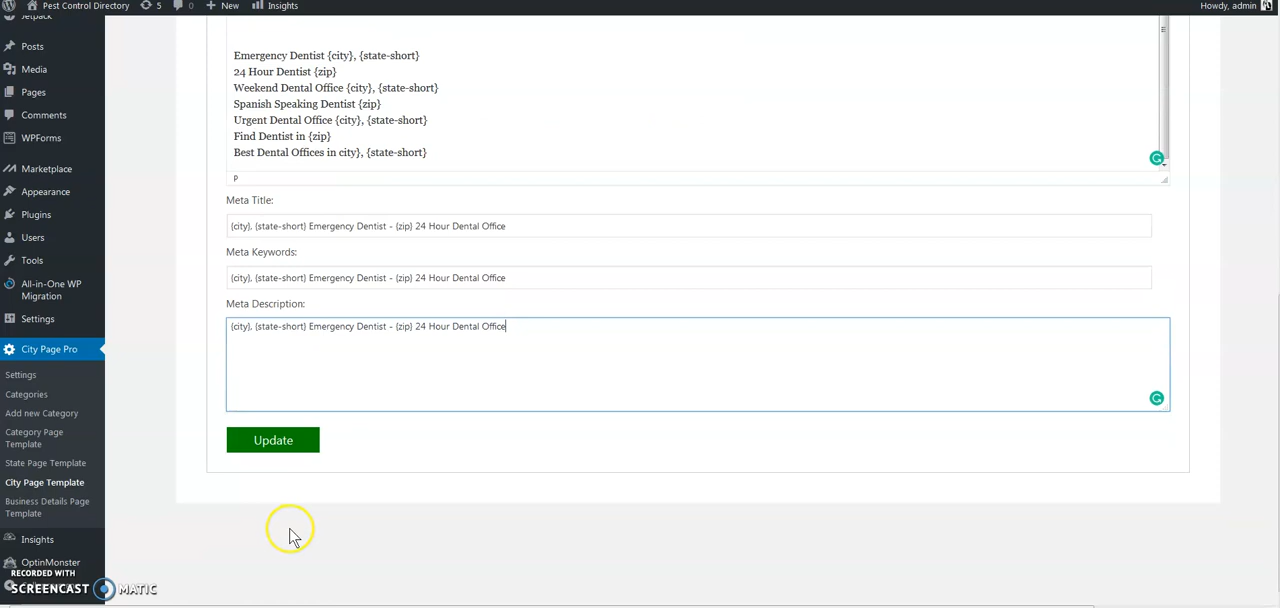 Pest Control Directory 5 0 New Insights Howdy, admin
Jetpack
Posts
Media
Pages
Comments
WPForms
Marketplace
Appearance
Plugins
Users
Tools
All-in-One WP
Migration
Settings
City Page Pro
Settings
Categories
Add new Category
Category Page
Template
State Page Template
City Page Template
Business Details Page
Template
Insights
OptinMonster
RECORDED WITH
SCREENCAST MATIC
Emergency Dentist {city}, {state-short}
24 Hour Dentist {zip}
Weekend Dental Office {city}, {state-short}
Spanish Speaking Dentist {zip}
Urgent Dental Office {city}, {state-short}
Find Dentist in {zip}
Best Dental Offices in city}, {state-short}
p
Meta Title:
{city}, {state-short} Emergency Dentist - {zip} 24 Hour Dental Office
Meta Keywords:
{city}, {state-short} Emergency Dentist - {zip} 24 Hour Dental Office
Meta Description:
{city}, {state-short} Emergency Dentist - {zip} 24 Hour Dental Office
Update